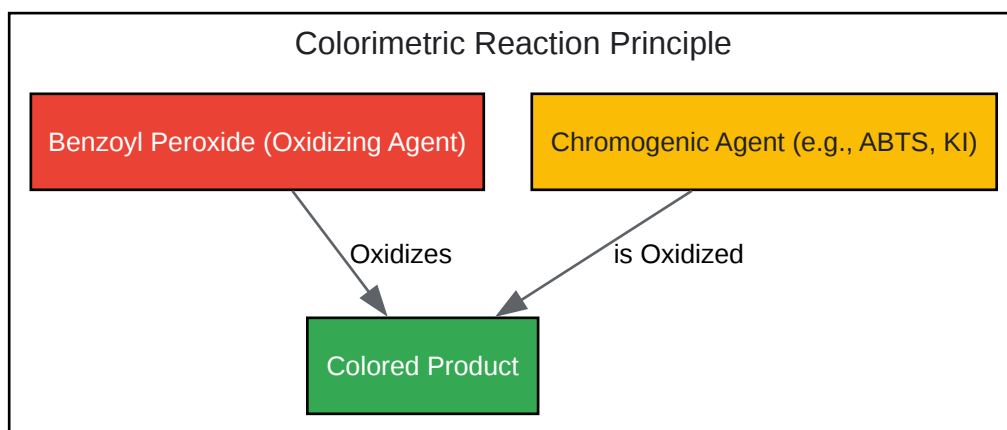 Colorimetric Reaction Principle
Benzoyl Peroxide (Oxidizing Agent)
Chromogenic Agent (e.g., ABTS, KI)
Oxidizes
is Oxidized
Colored Product